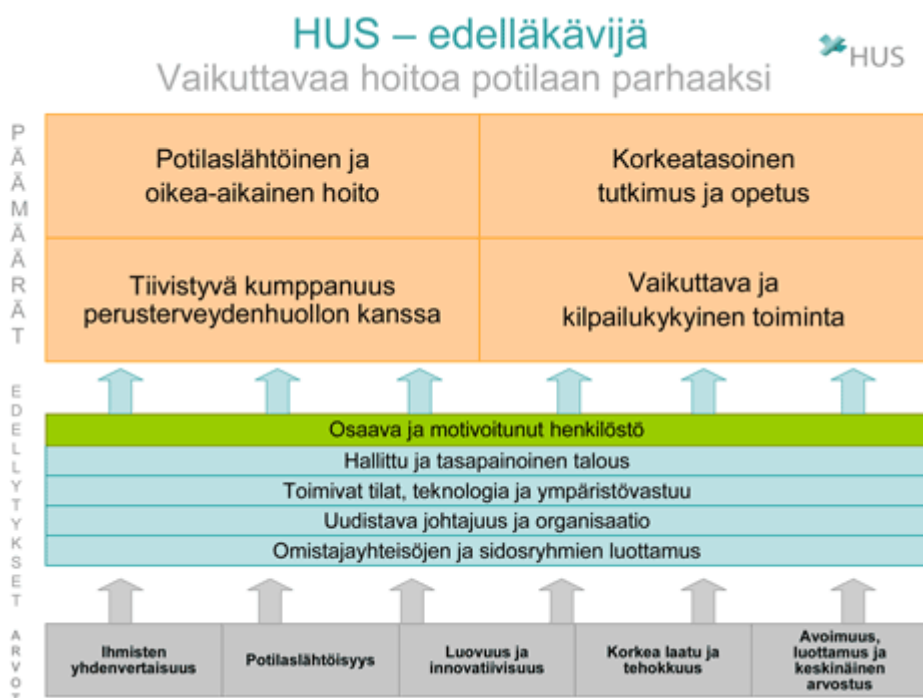 HUS – edelläkävijä
Vaikuttavaa hoitoa potilaan parhaaksi
HUS
PÄÄMÄÄRÄT
Potilaslähtöinen ja
oikea-aikainen hoito
Korkeatasoinen
tutkimus ja opetus
Tiivistyvä kumppanuus
perusterveydenhuollon kanssa
Vaikuttava ja
kilpailukykyinen toiminta
EDELLYTYKSET
Osaava ja motivoitunut henkilöstö
Hallittu ja tasapainoinen talous
Toimivat tilat, teknologia ja ympäristövastuu
Uudistava johtajuus ja organisaatio
Omistajayhteisöjen ja sidosryhmien luottamus
ARVOT
Ihmisten
yhdenvertaisuus
Potilaslähtöisyys
Luovuus ja
innovatiivisuus
Korkea laatu ja
tehokkuus
Avoimuus,
luottamus ja
keskinäinen
arvostus